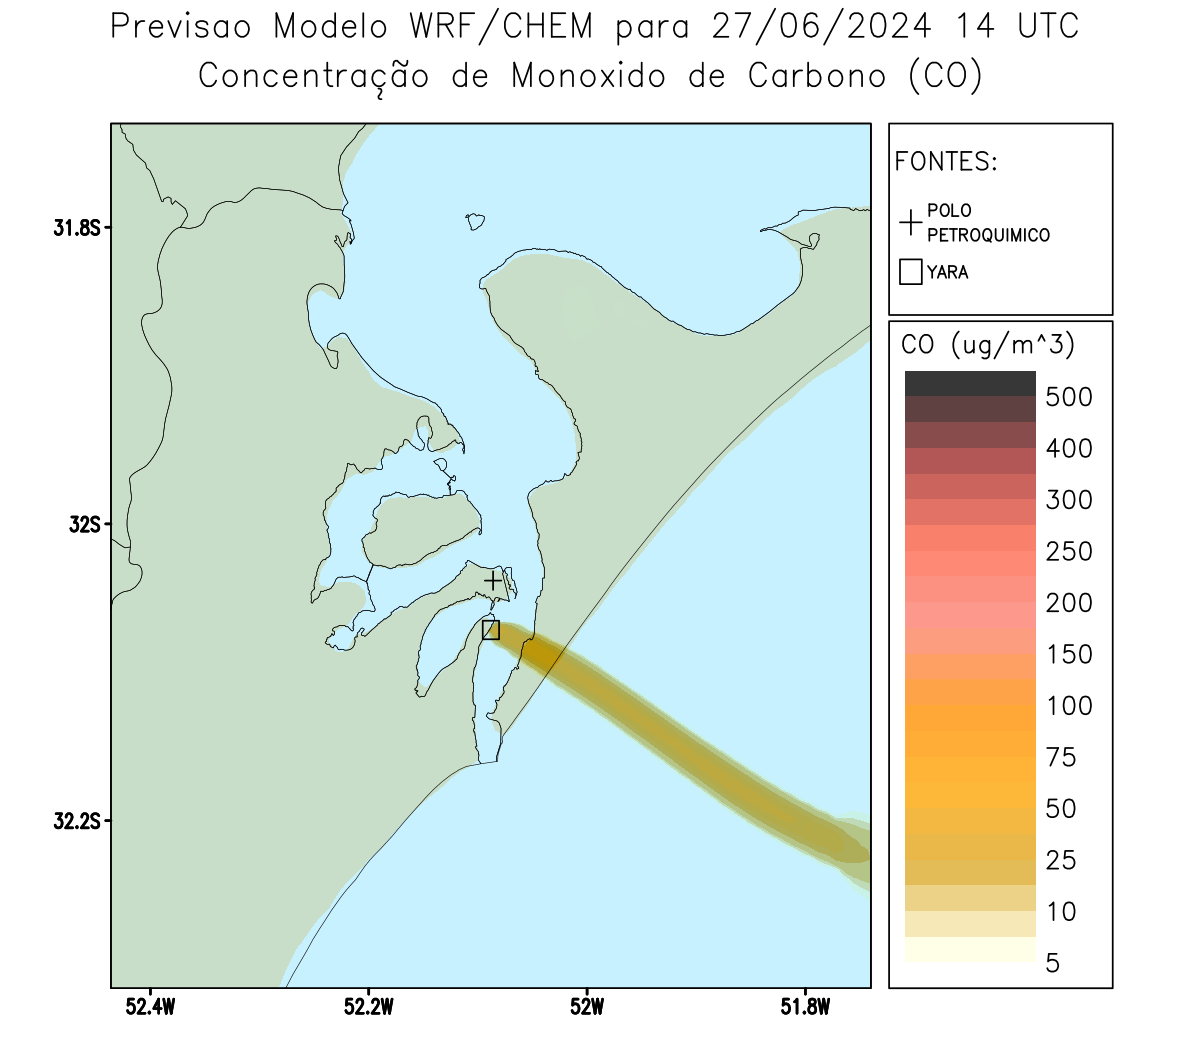 Previsao Modelo WRF/CHEM para 27/06/2024 14 UTC
Concentração de Monoxido de Carbono (CO)
FONTES:
POLO
PETROQUIMICO
YARA
CO (ug/m^3)
500
400
300
250
200
150
100
75
50
25
10
5
31.8S
32S
32.2S
52.4W
52.2W
52W
51.8W